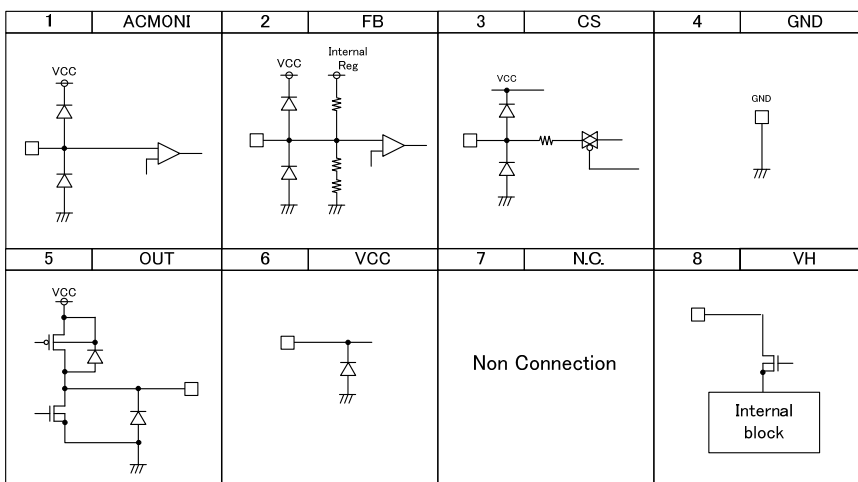 1 ACMONI 2 FB 3 CS 4 GND
VCC
VCC
Internal
Reg
VCC
GND
5 OUT 6 VCC 7 N.C. 8 VH
VCC
Non Connection
Internal
block